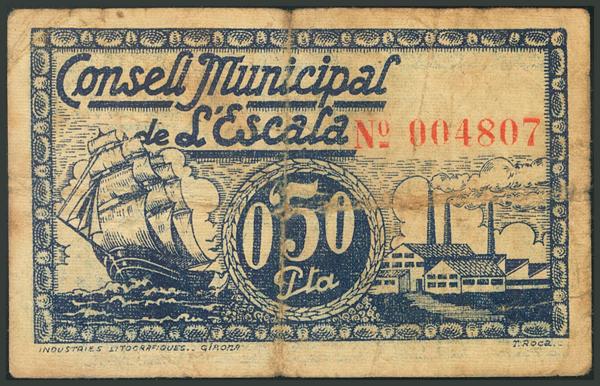 Consell Municipal
de L'Escala
Nº 004807
0'50
Pta
INDUSTRIES LITOGRAFIQUES.. GIRONA
T. ROCA..